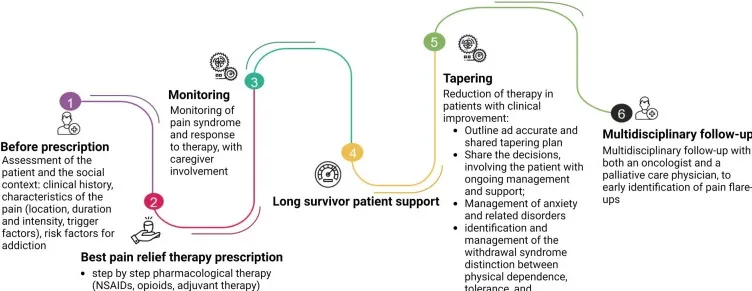 1
Before prescription
Assessment of the
patient and the social
context: clinical history,
characteristics of the
pain (location, duration
and intensity, trigger
factors), risk factors for
addiction
2
Best pain relief therapy prescription
• step by step pharmacological therapy
(NSAIDs, opioids, adjuvant therapy)
3
Monitoring
Monitoring of
pain syndrome
and response
to therapy, with
caregiver
involvement
4
Long survivor patient support
5
Tapering
Reduction of therapy in
patients with clinical
improvement:
• Outline ad accurate and
shared tapering plan
• Share the decisions,
involving the patient with
ongoing management
and support;
• Management of anxiety
and related disorders
• identification and
management of the
withdrawal syndrome
distinction between
physical dependence,
tolerance, and
6
Multidisciplinary follow-up
Multidisciplinary follow-up with
both an oncologist and a
palliative care physician, to
early identification of pain flare-
ups